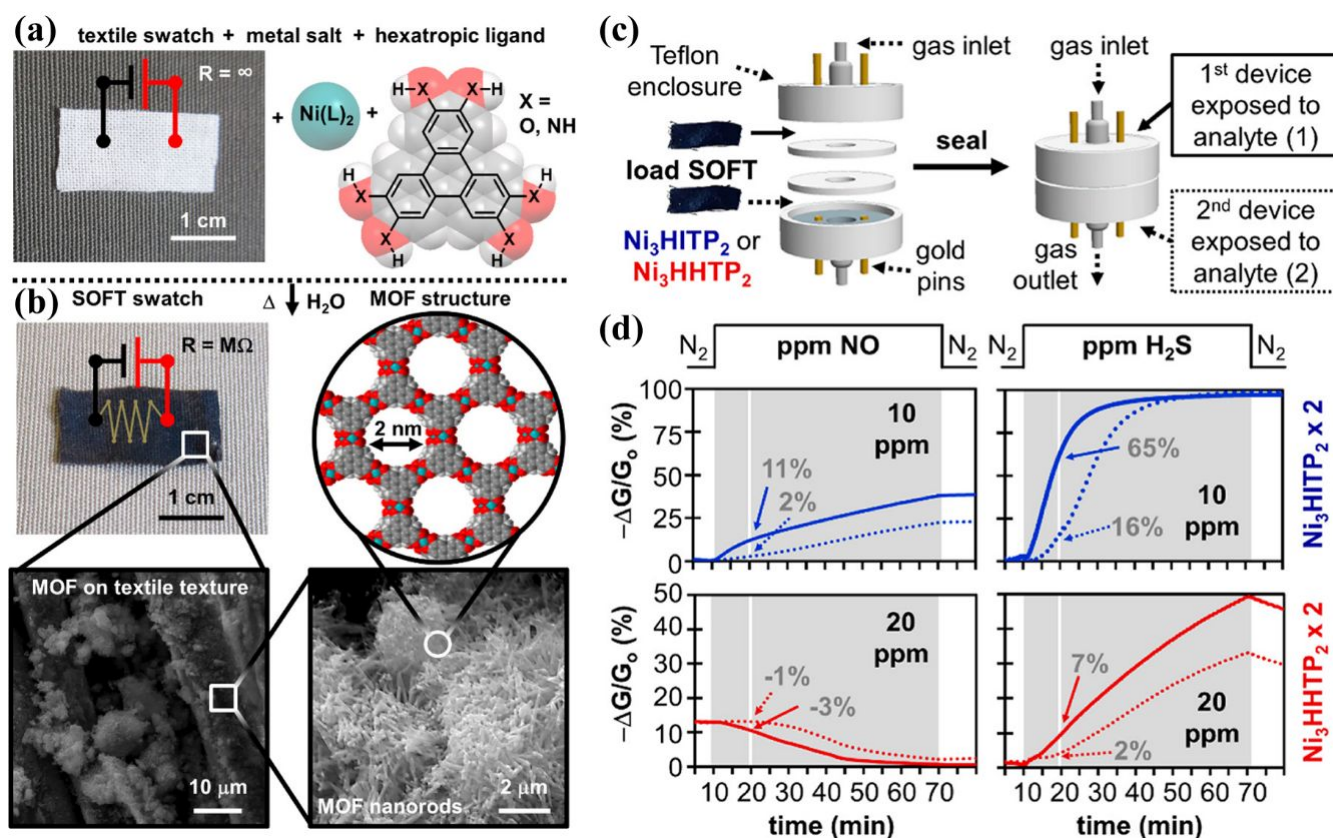 (a)
textile swatch + metal salt + hexatropic ligand
R = ∞
1 cm
+
Ni(L)₂
+
H-X
X-H
X =
O, NH
H
X
X
H
X
H
X
H
(b)
SOFT swatch
Δ
H₂O
MOF structure
R = MΩ
1 cm
2 nm
MOF on textile texture
10 μm
MOF nanorods
2 μm
(c)
Teflon
enclosure
gas inlet
load SOFT
Ni₃HITP₂ or
Ni₃HHTP₂
gold
pins
seal
gas inlet
gas
outlet
1ˢᵗ device
exposed to
analyte (1)
2ⁿᵈ device
exposed to
analyte (2)
(d)
N₂
ppm NO
N₂
N₂
ppm H₂S
N₂
−ΔG/G₀ (%)
100
75
50
25
0
10
ppm
11%
2%
65%
16%
10
ppm
Ni₃HITP₂ x 2
−ΔG/G₀ (%)
50
40
30
20
10
0
20
ppm
-1%
-3%
7%
2%
20
ppm
Ni₃HHTP₂ x 2
10 20 30 40 50 60 70
time (min)
10 20 30 40 50 60 70
time (min)